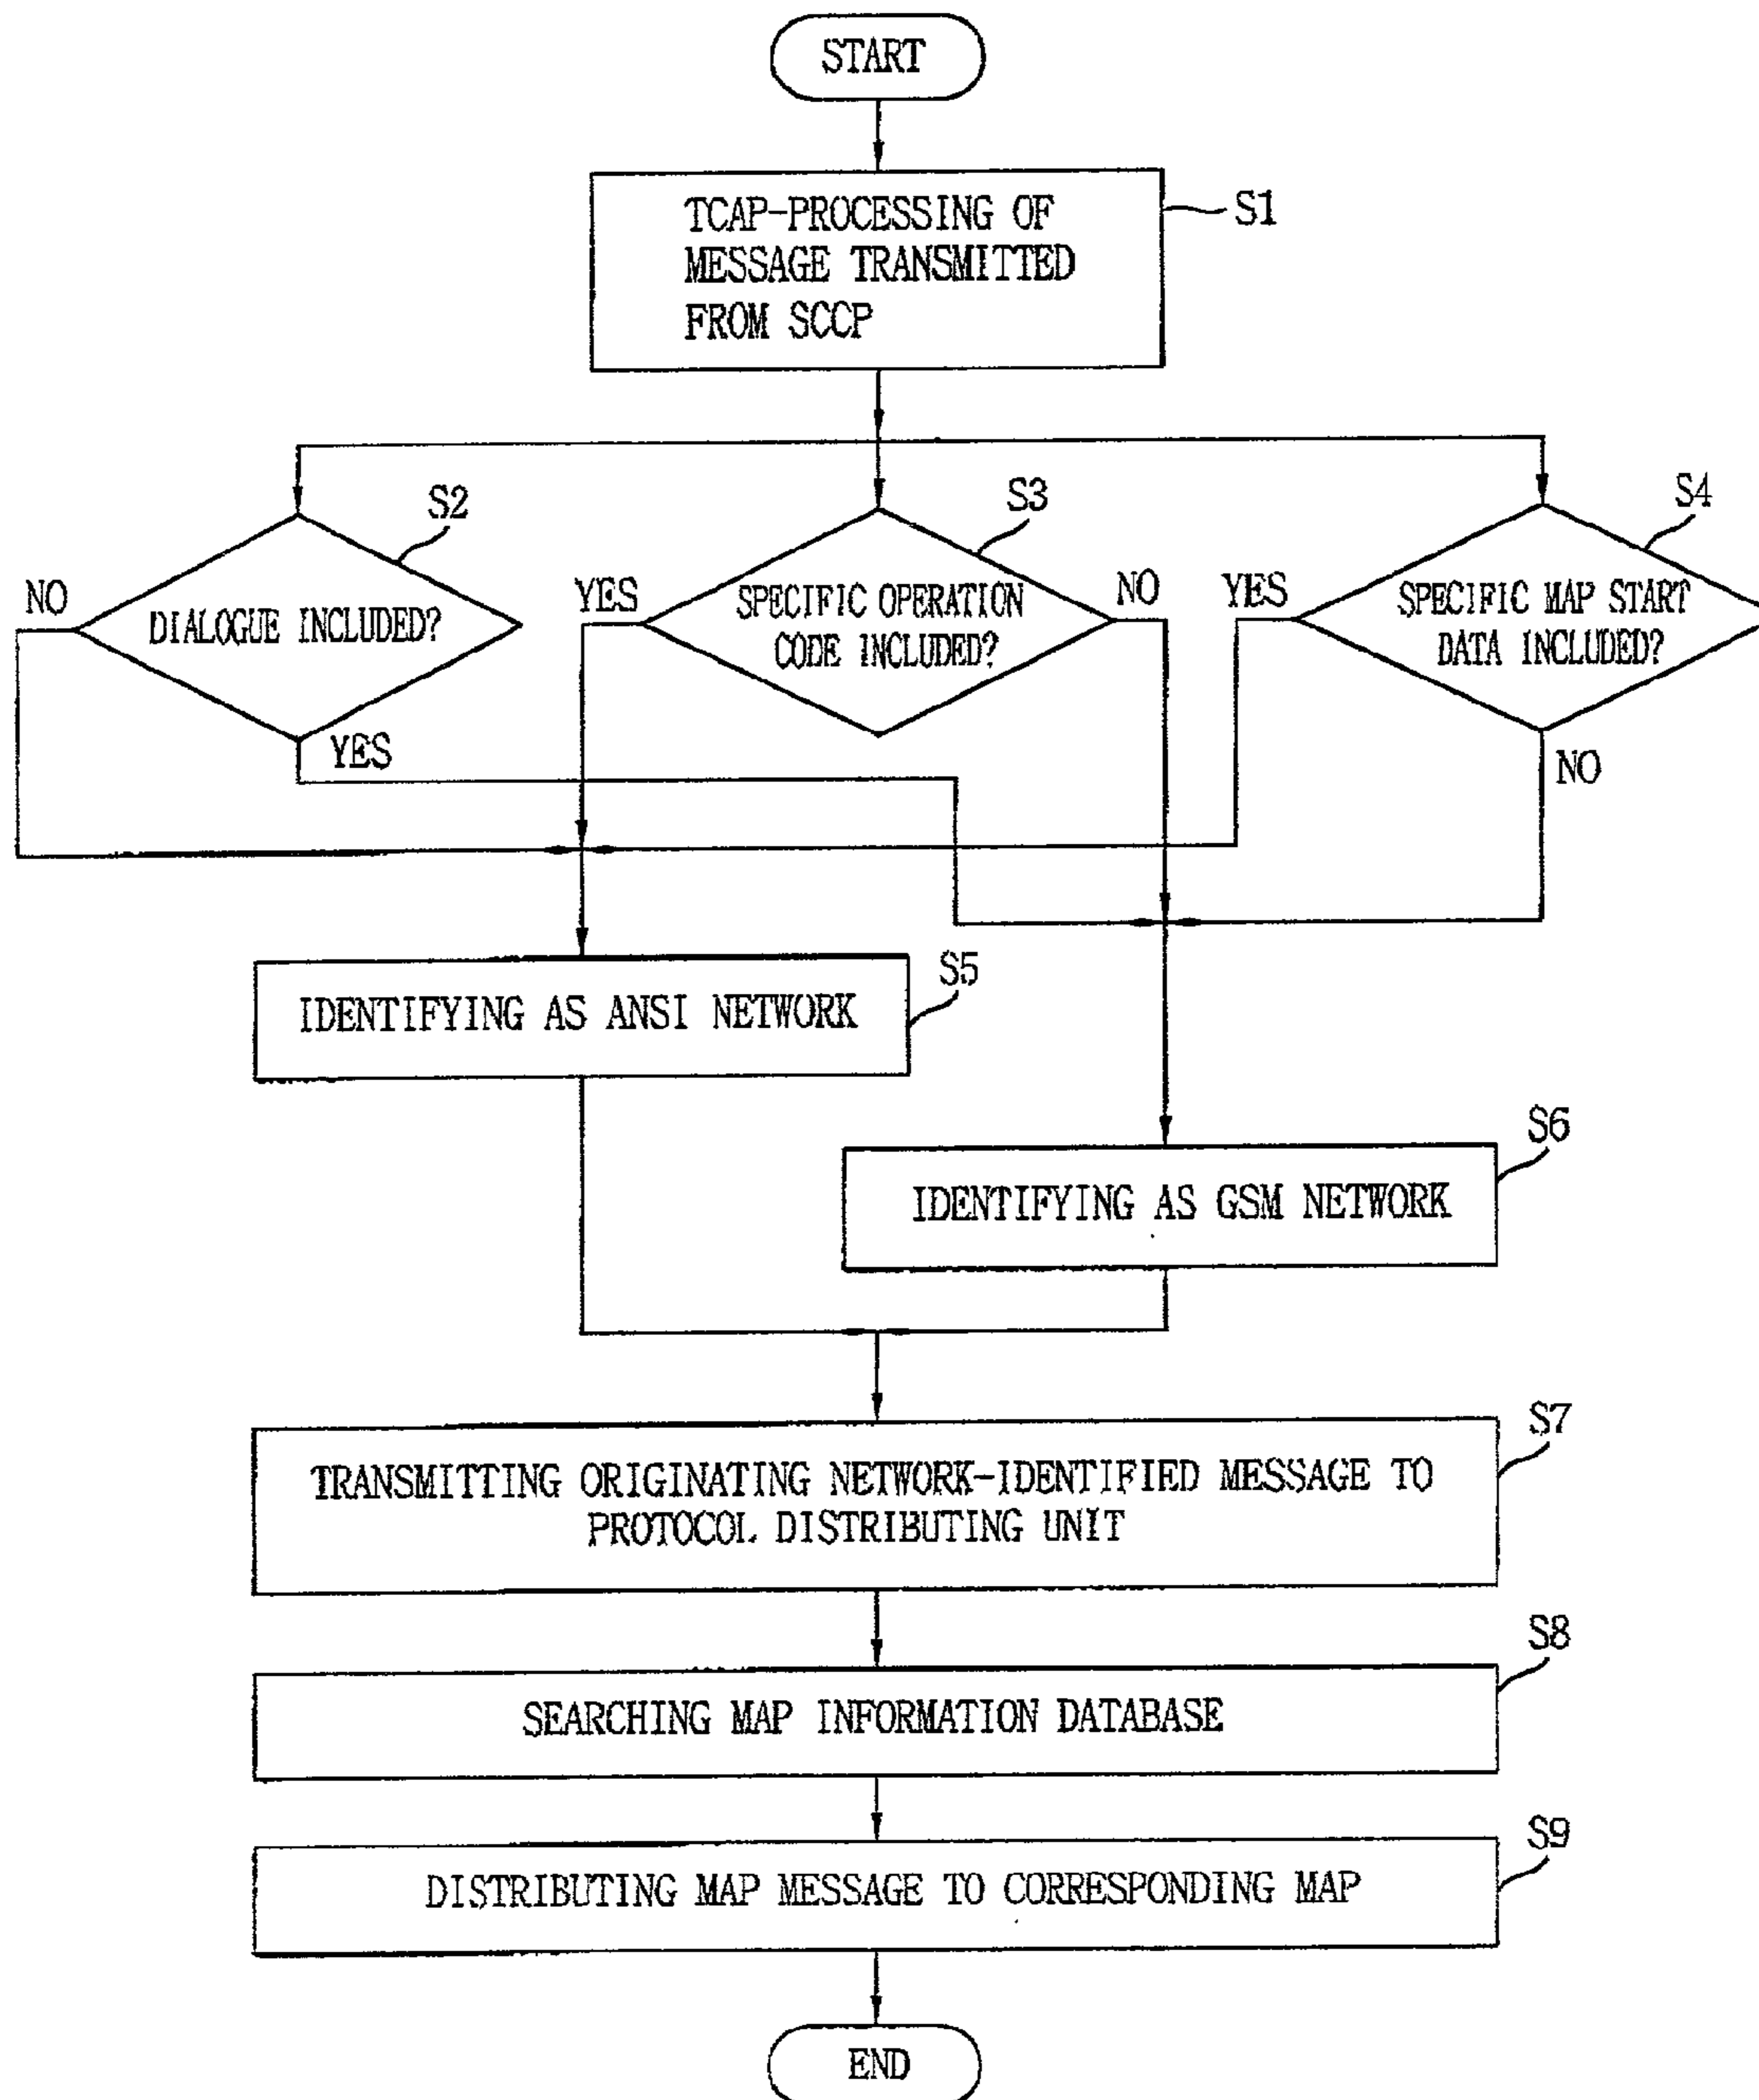 START
TCAP-PROCESSING OF
MESSAGE TRANSMITTED
FROM SCCP
S1
S2
S3
S4
NO
DIALOGUE INCLUDED?
YES
YES
SPECIFIC OPERATION
CODE INCLUDED?
NO
YES
SPECIFIC MAP START
DATA INCLUDED?
NO
IDENTIFYING AS ANSI NETWORK
S5
IDENTIFYING AS GSM NETWORK
S6
TRANSMITTING ORIGINATING NETWORK-IDENTIFIED MESSAGE TO
PROTOCOL DISTRIBUTING UNIT
S7
SEARCHING MAP INFORMATION DATABASE
S8
DISTRIBUTING MAP MESSAGE TO CORRESPONDING MAP
S9
END